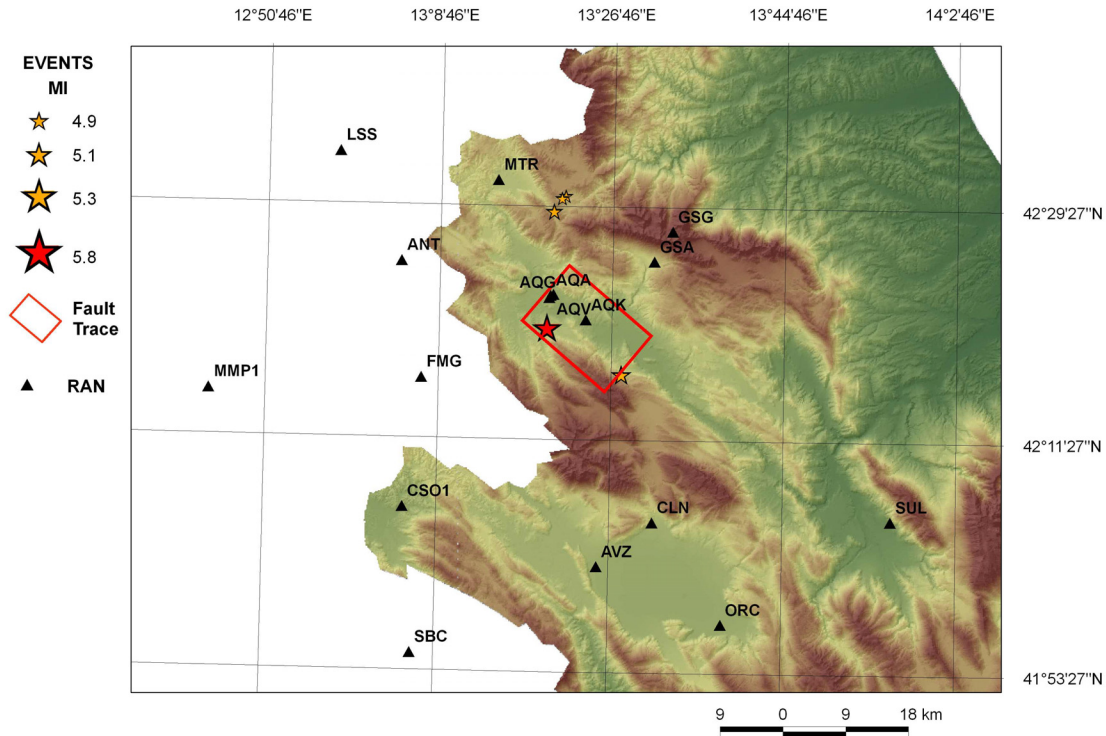 12°50'46"E 13°8'46"E 13°26'46"E 13°44'46"E 14°2'46"E
EVENTS
MI
4.9
5.1
5.3
5.8
Fault
Trace
RAN
LSS
MTR
42°29'27"N
GSG
ANT
GSA
AQG AQA
AQV AQK
FMG
MMP1
42°11'27"N
CSO1
CLN
SUL
AVZ
ORC
SBC
41°53'27"N
9 0 9 18 km